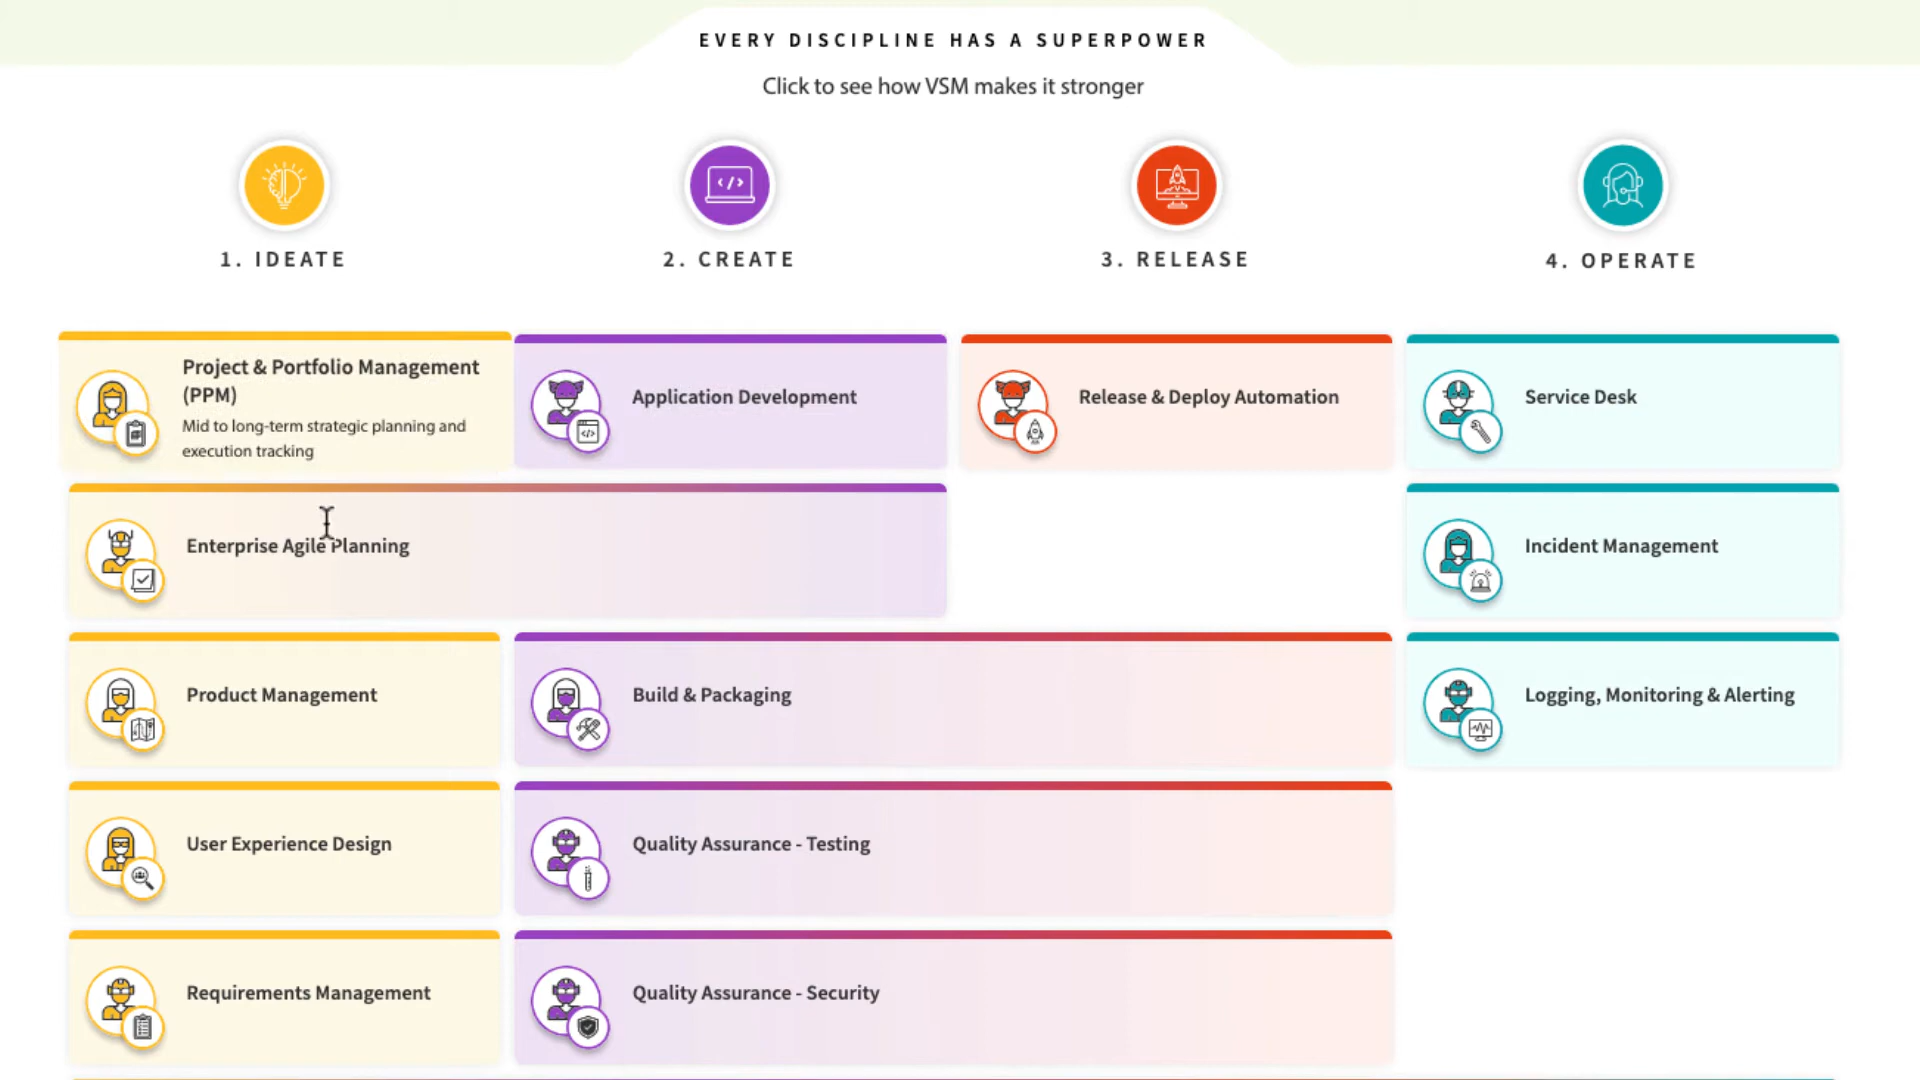 EVERY DISCIPLINE HAS A SUPERPOWER
Click to see how VSM makes it stronger
1. IDEATE
2. CREATE
3. RELEASE
4. OPERATE
Project & Portfolio Management
(PPM)
Mid to long-term strategic planning and
execution tracking
Application Development
Release & Deploy Automation
Service Desk
Enterprise Agile Planning
Incident Management
Product Management
Build & Packaging
Logging, Monitoring & Alerting
User Experience Design
Quality Assurance - Testing
Requirements Management
Quality Assurance - Security